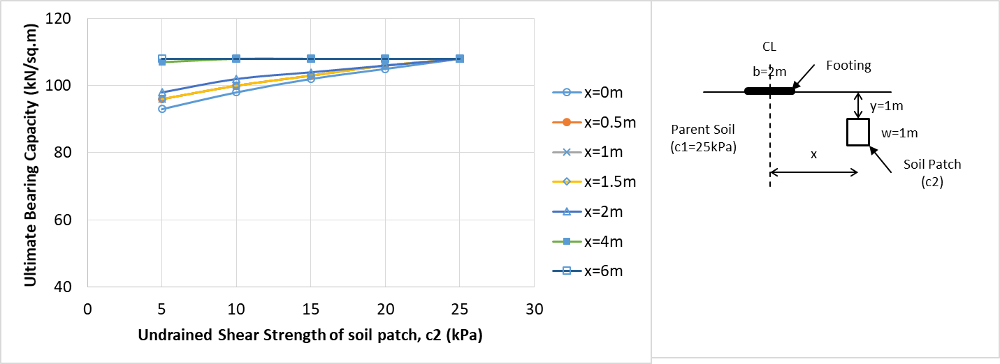 120
100
80
60
40
0
5
10
15
20
25
30
Ultimate Bearing Capacity (kN/sq.m)
Undrained Shear Strength of soil patch, c2 (kPa)
x=0m
x=0.5m
x=1m
x=1.5m
x=2m
x=4m
x=6m
CL
b=2m
Footing
y=1m
Parent Soil
(c1=25kPa)
w=1m
x
Soil Patch
(c2)